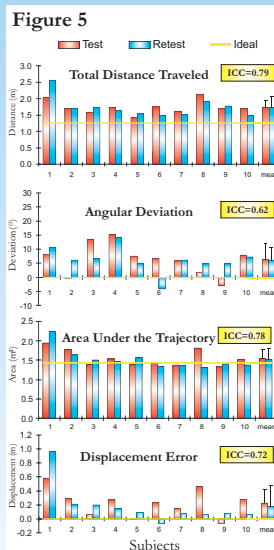 Figure 5
Test Retest Ideal
Total Distance Traveled
ICC=0.79
Distance (m)
3.0
2.5
2.0
1.5
1.0
0.5
0.0
1 2 3 4 5 6 7 8 9 10 mean
Angular Deviation
ICC=0.62
Deviation(°)
30
25
20
15
10
5
0
-5
-10
1 2 3 4 5 6 7 8 9 10 mean
Area Under the Trajectory
ICC=0.78
Area (m²)
2.5
2.0
1.5
1.0
0.5
0.0
1 2 3 4 5 6 7 8 9 10 mean
Displacement Error
ICC=0.72
Displacement (m)
1.2
1.0
0.8
0.6
0.4
0.2
0.0
-0.2
1 2 3 4 5 6 7 8 9 10 mean
Subjects